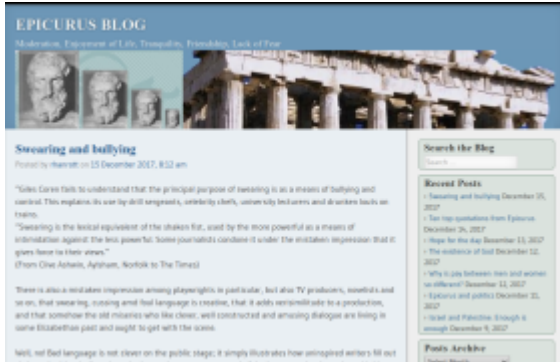 EPICURUS BLOG
Moderation, Enjoyment of Life, Tranquility, Friendship, Lack of Fear
Swearing and bullying
Posted by rhanrott on 15 December 2017, 8:12 am
"Giles Coren fails to understand that the principal purpose of swearing is as a means of bullying and
control. This explains its use by drill sergeants, celebrity chefs, university lecturers and drunken louts on
trains.
"Swearing is the lexical equivalent of the shaken fist, used by the more powerful as a means of
intimidation against the less powerful. Some journalists condone it under the mistaken impression that it
gives force to their views."
(From Clive Ashwin, Aylsham, Norfolk to The Times)
There is also a mistaken impression among playwrights in particular, but also TV producers, novelists and
so on, that swearing, cussing and foul language is creative, that it adds verisimilitude to a production,
and that somehow the old miseries who like clever, well constructed and amusing dialogue are living in
some Elizabethan past and ought to get with the scene.
Well, no! Bad language is not clever on the public stage; it simply illustrates how uninspired writers fill out
Search the Blog
Search
Recent Posts
Swearing and bullying December 15,
2017
Ten top quotations from Epicurus
December 14, 2017
Hope for the day December 13, 2017
The existence of bad December 12,
2017
Why is pay between men and women
so different? December 12, 2017
Epicurus and politics December 11,
2017
Israel and Palestine: Enough is
enough December 9, 2017
Posts Archive